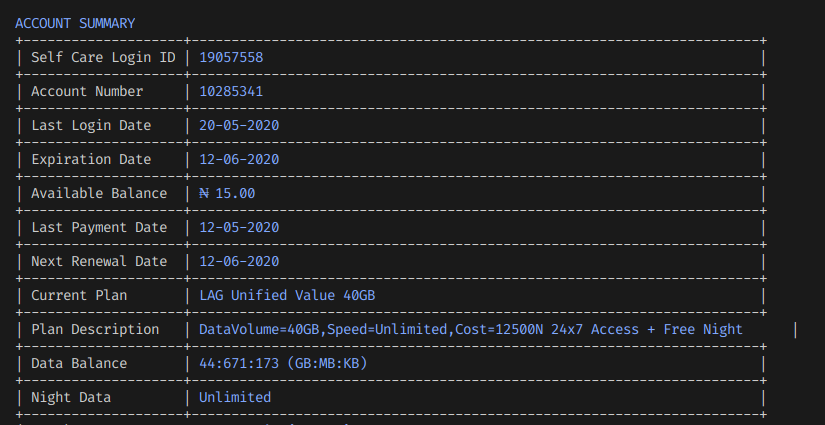 ACCOUNT SUMMARY
Self Care Login ID | 19057558
Account Number | 10285341
Last Login Date | 20-05-2020
Expiration Date | 12-06-2020
Available Balance | ₦ 15.00
Last Payment Date | 12-05-2020
Next Renewal Date | 12-06-2020
Current Plan | LAG Unified Value 40GB
Plan Description | DataVolume=40GB,Speed=Unlimited,Cost=12500N 24x7 Access + Free Night |
Data Balance | 44:671:173 (GB:MB:KB)
Night Data | Unlimited